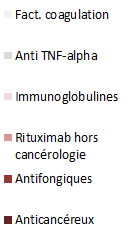 Fact. coagulation
Anti TNF-alpha
Immunoglobulines
Rituximab hors
cancérologie
Antifongiques
Anticancéreux